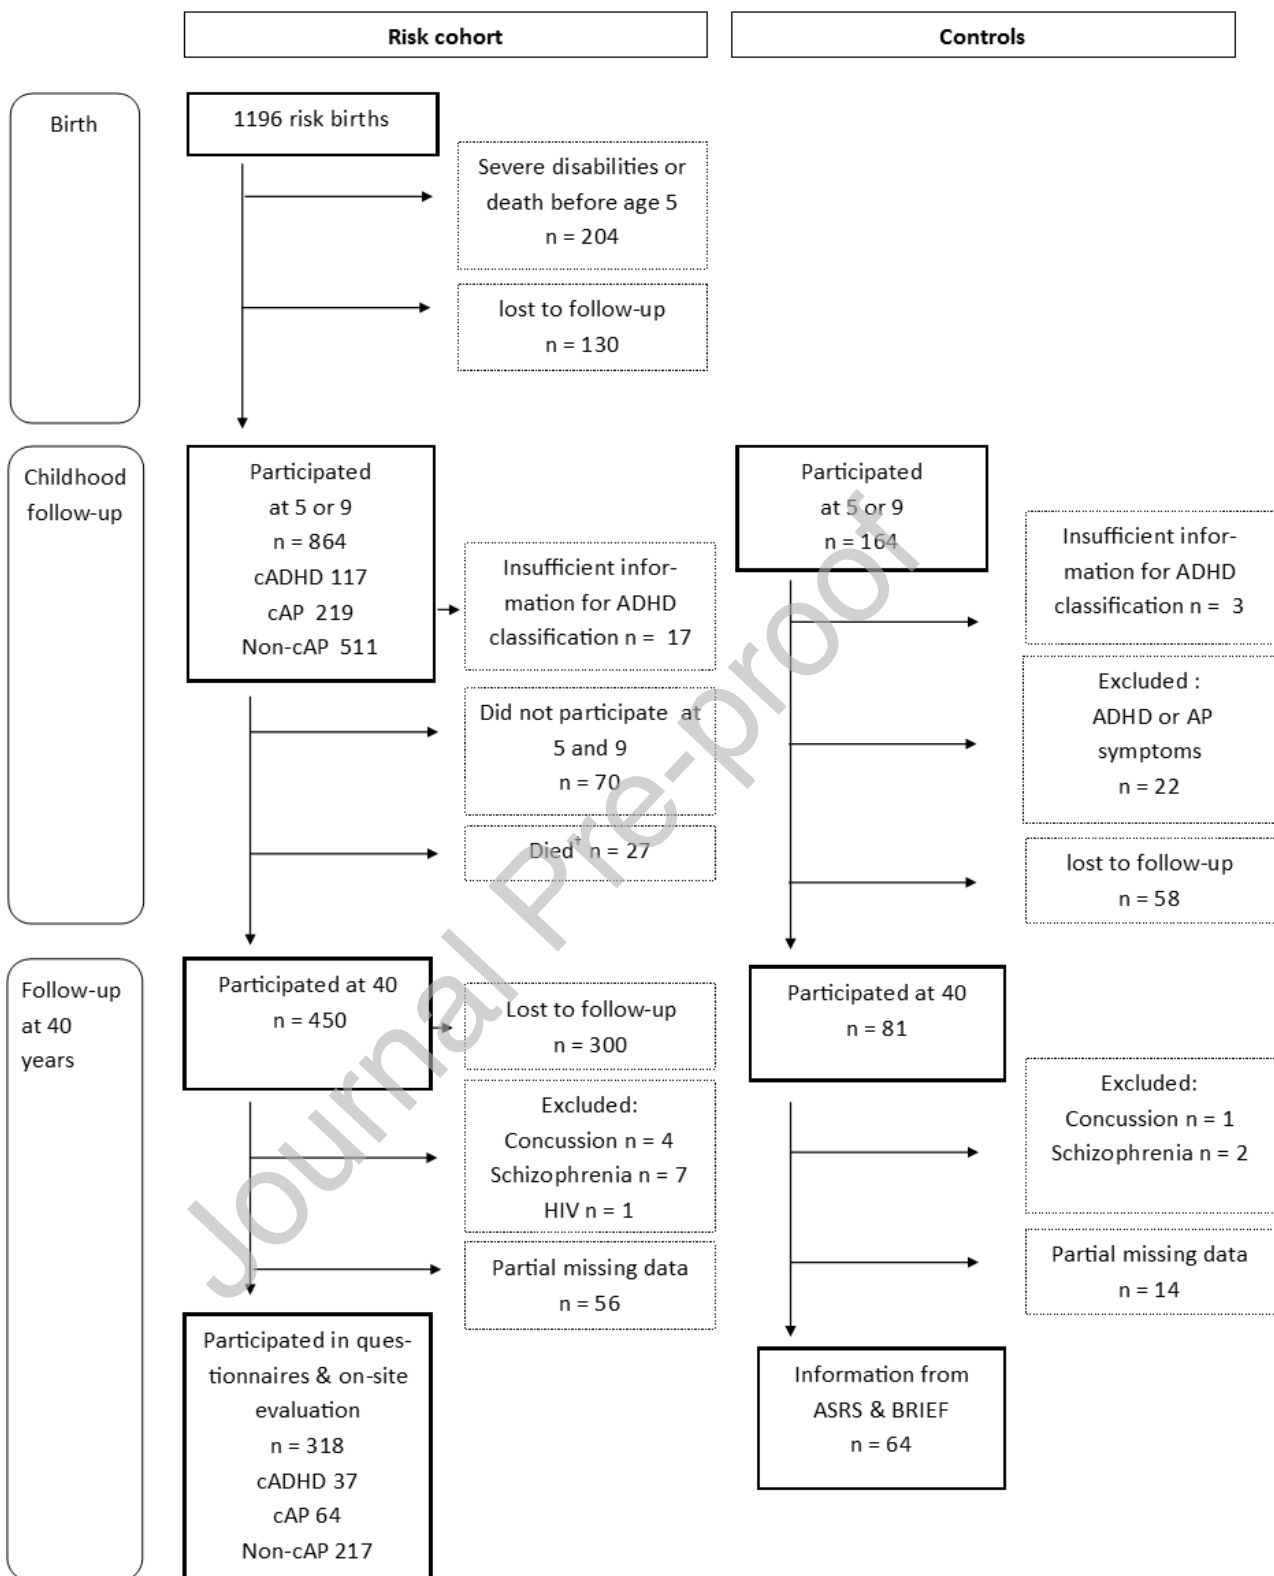 Risk cohort
Controls
Birth
1196 risk births
Severe disabilities or
death before age 5
n = 204
lost to follow-up
n = 130
Childhood
follow-up
Participated
at 5 or 9
n = 864
cADHD 117
cAP 219
Non-cAP 511
Insufficient infor-
mation for ADHD
classification n = 17
Did not participate at
5 and 9
n = 70
Died† n = 27
Participated
at 5 or 9
n = 164
Insufficient infor-
mation for ADHD
classification n = 3
Excluded :
ADHD or AP
symptoms
n = 22
lost to follow-up
n = 58
Follow-up
at 40
years
Participated at 40
n = 450
Lost to follow-up
n = 300
Excluded:
Concussion n = 4
Schizophrenia n = 7
HIV n = 1
Partial missing data
n = 56
Participated in ques-
tionnaires & on-site
evaluation
n = 318
cADHD 37
cAP 64
Non-cAP 217
Participated at 40
n = 81
Excluded:
Concussion n = 1
Schizophrenia n = 2
Partial missing data
n = 14
Information from
ASRS & BRIEF
n = 64
Journal Pre-proof